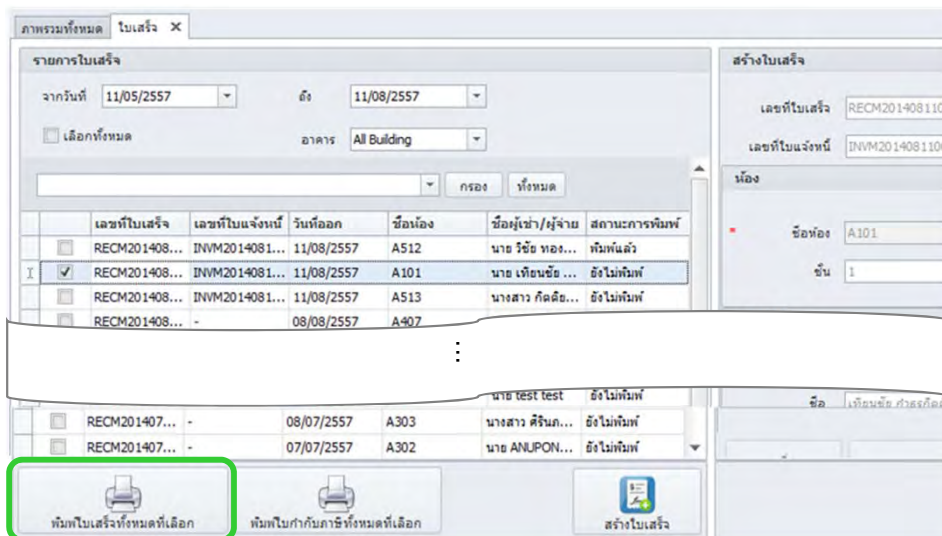 ภาพรวมทั้งหมด ใบเสร็จ
รายการใบเสร็จ
จากวันที่ 11/05/2557 ถึง 11/08/2557
เลือกทั้งหมด อาคาร All Building
กรอง ทั้งหมด
เลขที่ใบเสร็จ เลขที่ใบแจ้งหนี้ วันที่ออก ชื่อห้อง ชื่อผู้เช่า/ผู้จ่าย สถานะการพิมพ์
RECM201408... INVM2014081... 11/08/2557 A512 นาย วิชัย ทอง... พิมพ์แล้ว
RECM201408... INVM2014081... 11/08/2557 A101 นาย เทียนชัย ... ยังไม่พิมพ์
RECM201408... INVM2014081... 11/08/2557 A513 นางสาว กิตติย... ยังไม่พิมพ์
RECM201408... - 08/08/2557 A407
นาย test test ยังไม่พิมพ์
RECM201407... - 08/07/2557 A303 นางสาว ศิรินภ... ยังไม่พิมพ์
RECM201407... - 07/07/2557 A302 นาย ANUPON... ยังไม่พิมพ์
พิมพ์ใบเสร็จทั้งหมดที่เลือก พิมพ์ใบกำกับภาษีทั้งหมดที่เลือก สร้างใบเสร็จ
สร้างใบเสร็จ
เลขที่ใบเสร็จ RECM20140811
เลขที่ใบแจ้งหนี้ INVM20140811
ห้อง
* ชื่อห้อง A101
ชั้น 1
ชื่อ เทียนชัย